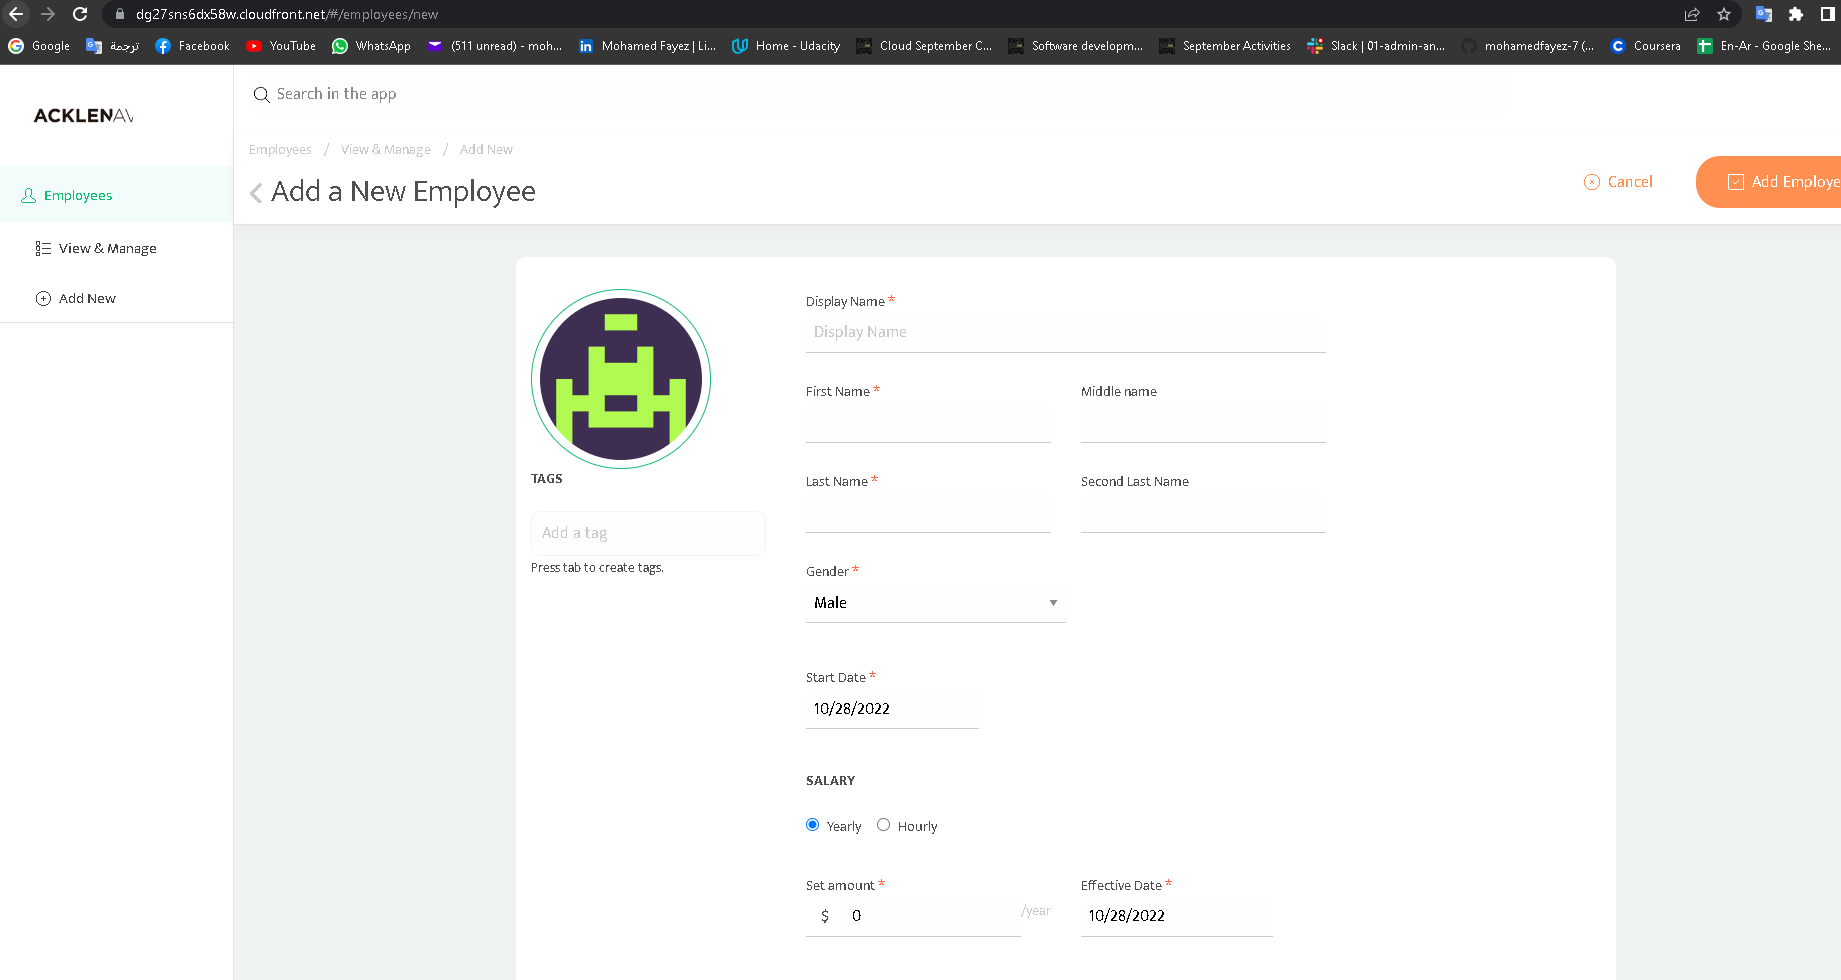 dg27sns6dx58w.cloudfront.net/#/employees/new
Google ترجمة Facebook YouTube WhatsApp (511 unread) - moh... Mohamed Fayez | Li... Home - Udacity Cloud September C... Software developm... September Activities Slack | 01-admin-an... mohamedfayez-7 (... Coursera En-Ar - Google She...
ACKLENAV
Search in the app
Employees / View & Manage / Add New
Add a New Employee
Cancel
Add Employe
Employees
View & Manage
Add New
TAGS
Add a tag
Press tab to create tags.
Display Name *
Display Name
First Name * Middle name
Last Name * Second Last Name
Gender *
Male
Start Date *
10/28/2022
SALARY
Yearly Hourly
Set amount * Effective Date *
$ 0 /year 10/28/2022